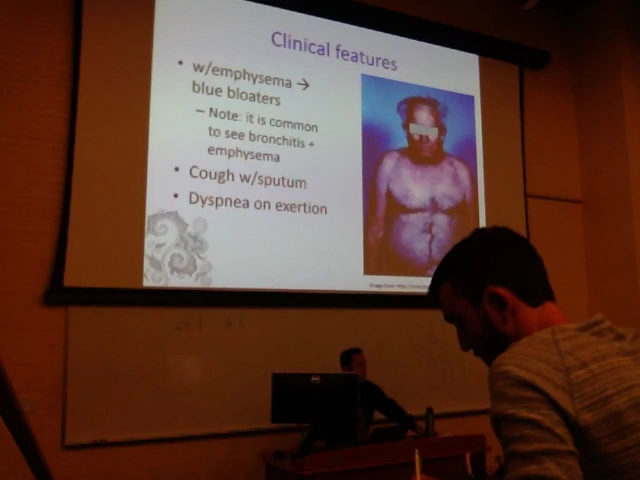 Clinical features
• w/emphysema →
blue bloaters
– Note: it is common
to see bronchitis +
emphysema
• Cough w/sputum
• Dyspnea on exertion